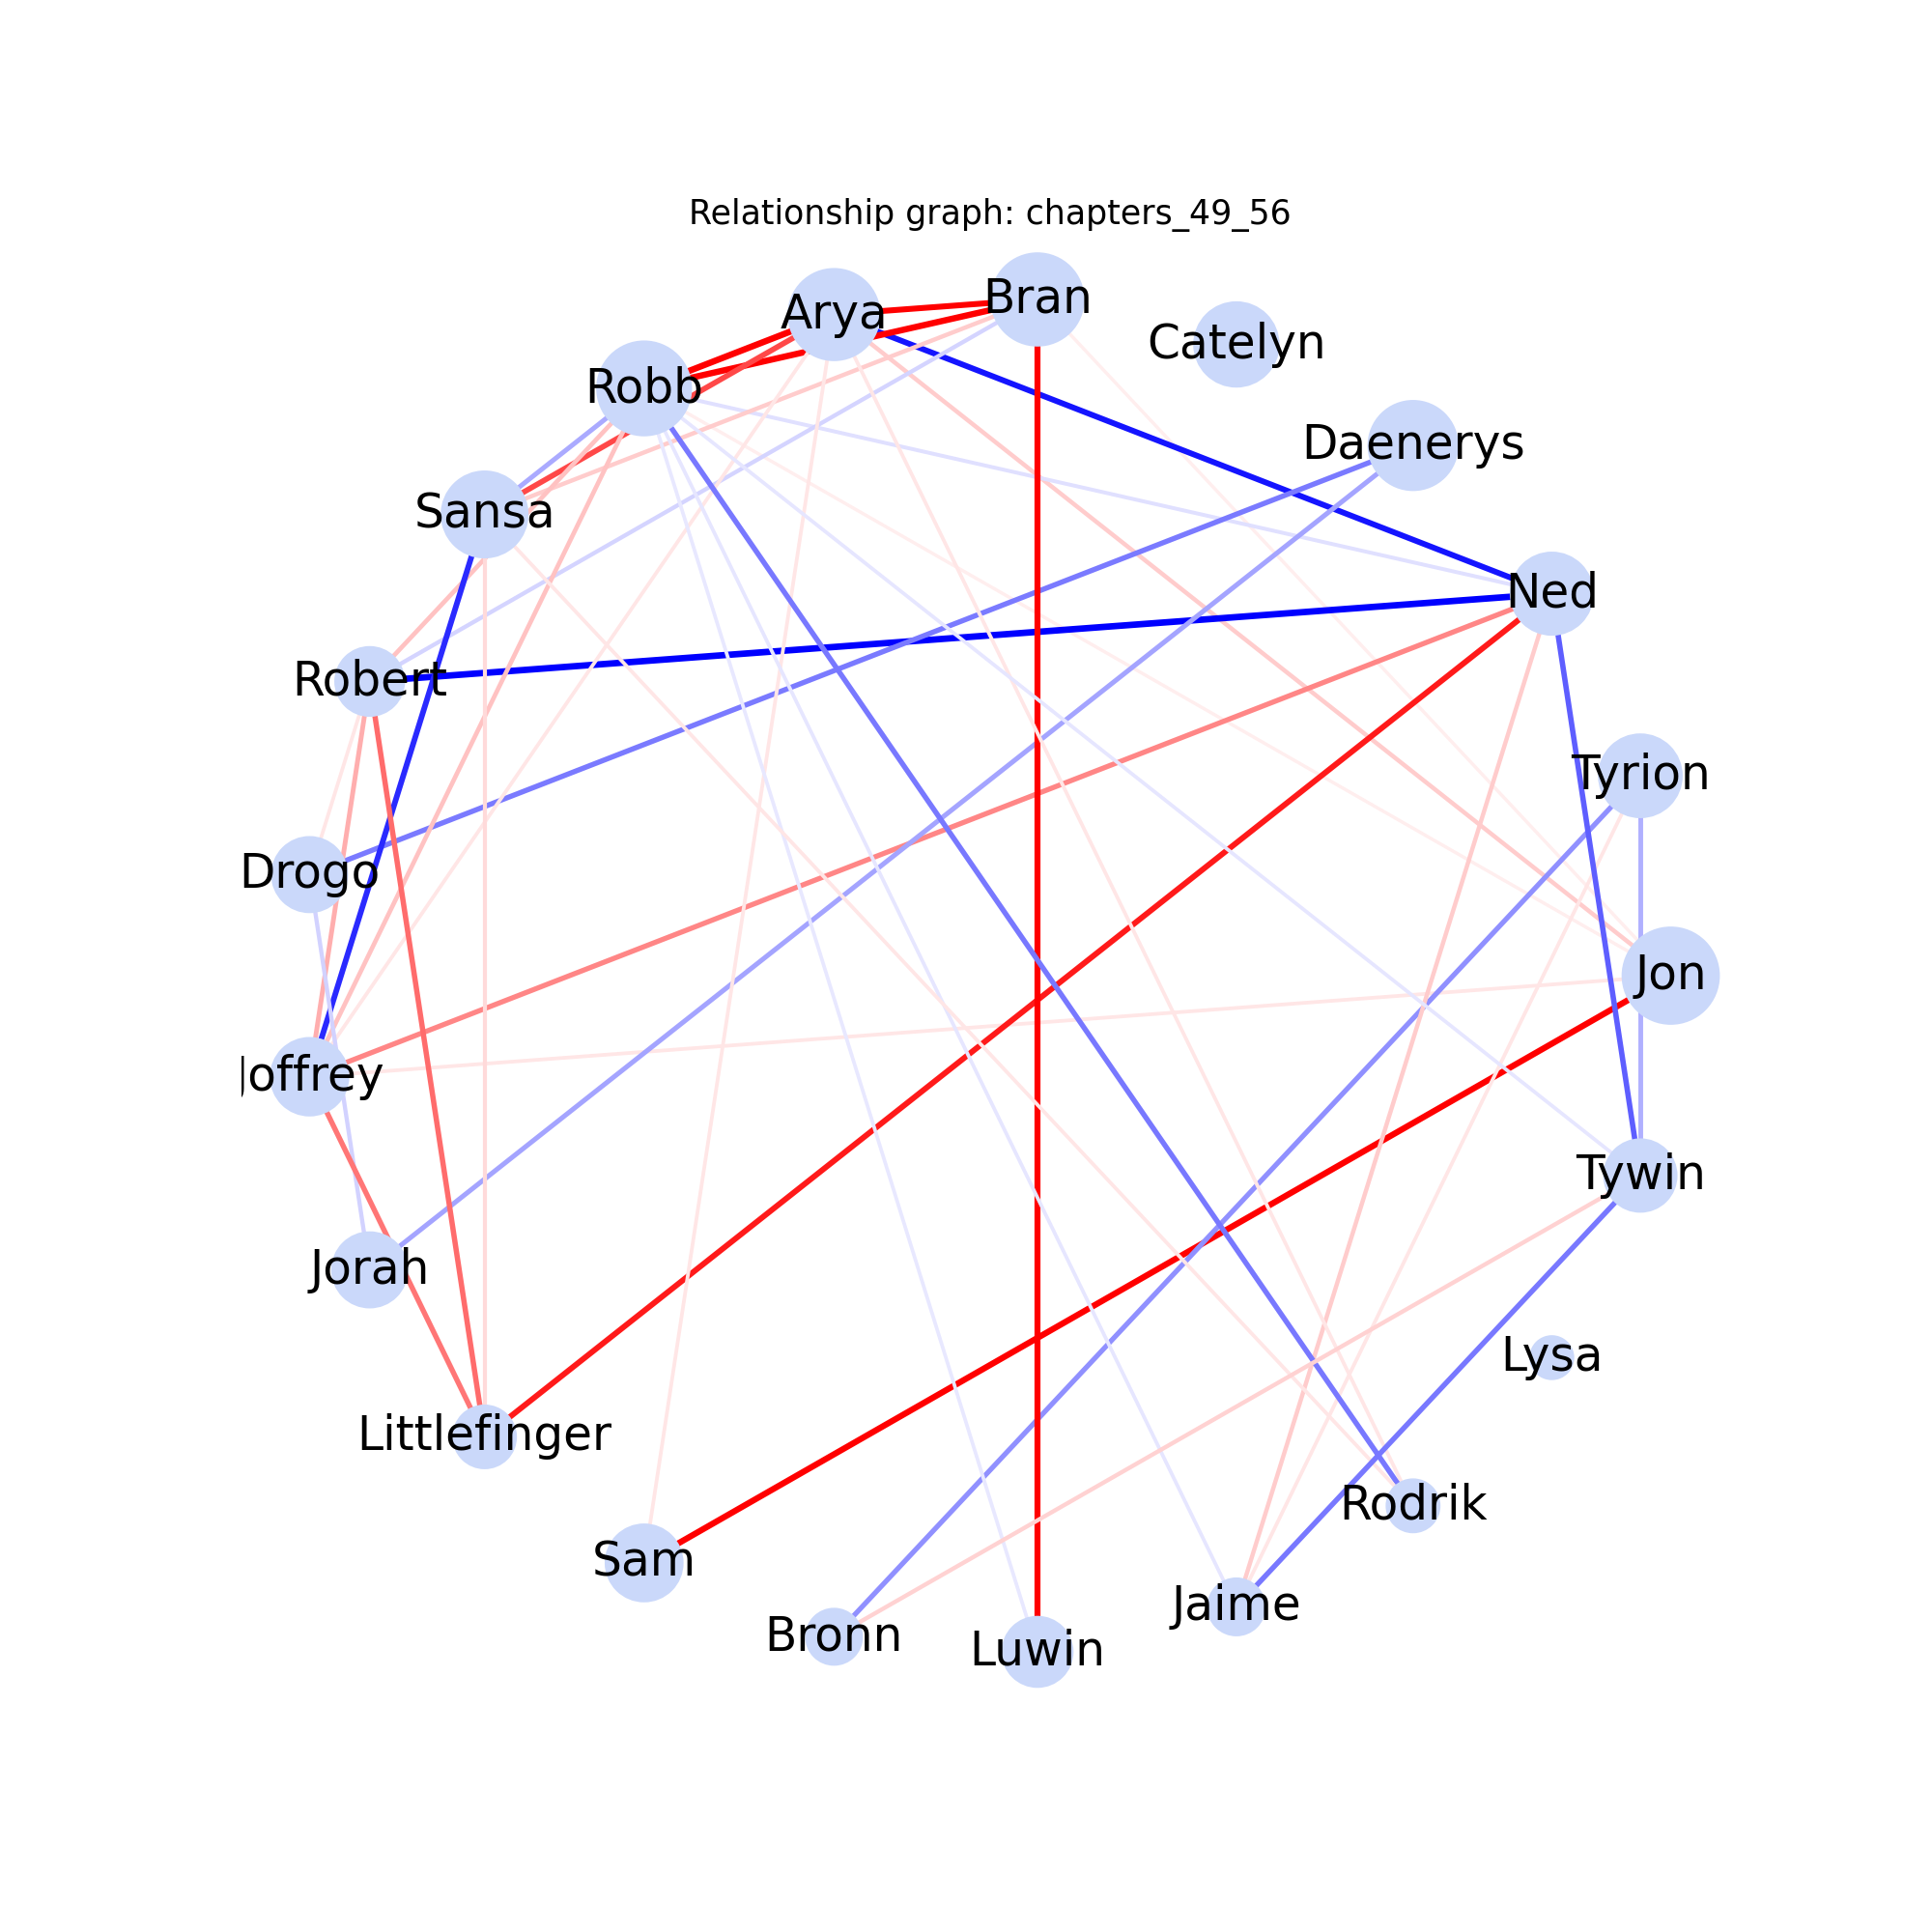 Relationship graph: chapters_49_56
Bran
Arya
Catelyn
Robb
Daenerys
Sansa
Ned
Robert
Tyrion
Drogo
Jon
Joffrey
Tywin
Jorah
Lysa
Littlefinger
Rodrik
Sam
Jaime
Bronn
Luwin